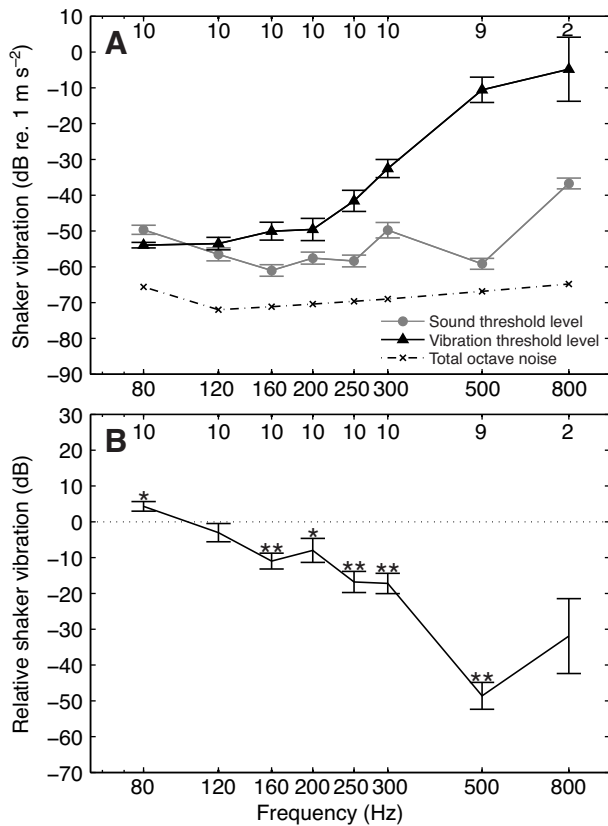 10 10 10 10 10 10 9 2
A
10
0
−10
−20
−30
−40
−50
−60
−70
−80
−90
Shaker vibration (dB re. 1 m s−2)
Sound threshold level
Vibration threshold level
Total octave noise
80 120 160 200 250 300 500 800
10 10 10 10 10 10 9 2
B
30
20
10
0
−10
−20
−30
−40
−50
−60
−70
Relative shaker vibration (dB)
* ** * ** ** **
80 120 160 200 250 300 500 800
Frequency (Hz)